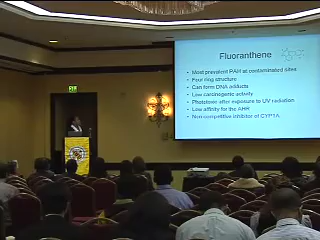 Fluoranthene
• Most prevalent PAH at contaminated sites
• Four ring structure
• Can form DNA adducts
• Low carcinogenic activity
• Phototoxic after exposure to UV radiation
• Low affinity for the AHR
• Non-competitive inhibitor of CYP1A